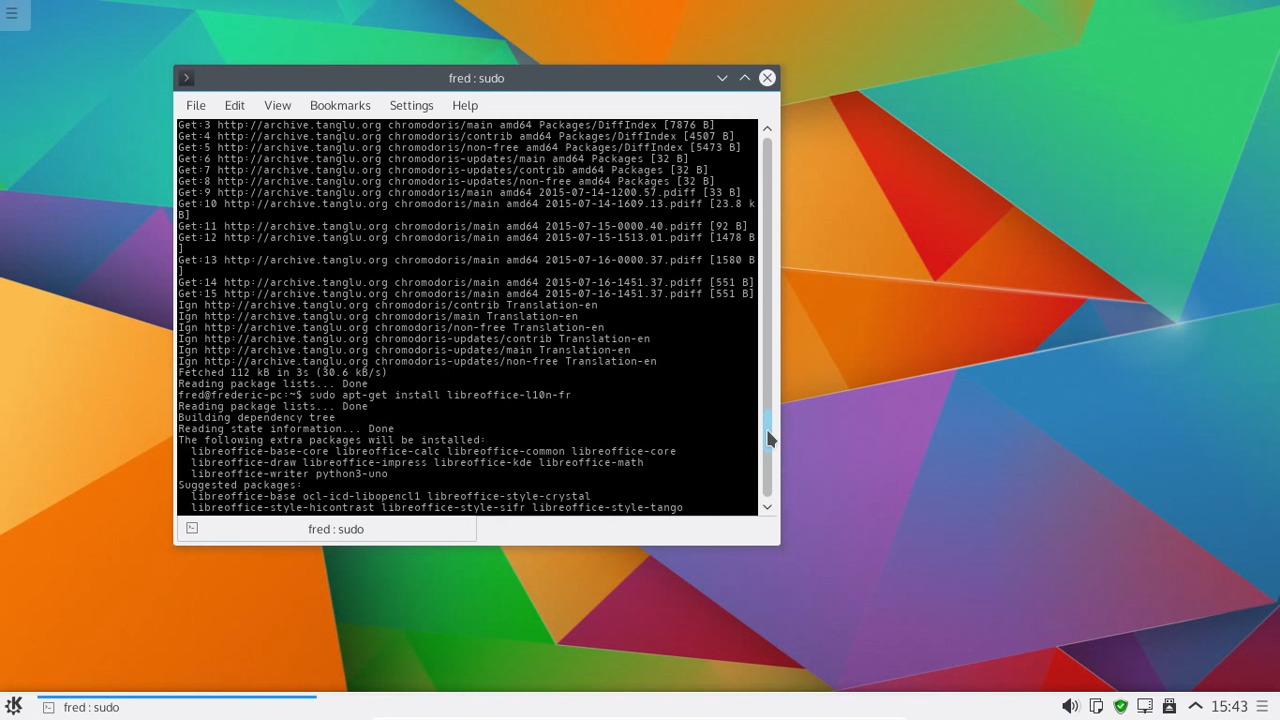 fred : sudo
File Edit View Bookmarks Settings Help
Get:3 http://archive.tanglu.org chromodoris/main amd64 Packages/DiffIndex [7876 B]
Get:4 http://archive.tanglu.org chromodoris/contrib amd64 Packages/DiffIndex [4507 B]
Get:5 http://archive.tanglu.org chromodoris/non-free amd64 Packages/DiffIndex [5473 B]
Get:6 http://archive.tanglu.org chromodoris-updates/main amd64 Packages [32 B]
Get:7 http://archive.tanglu.org chromodoris-updates/contrib amd64 Packages [32 B]
Get:8 http://archive.tanglu.org chromodoris-updates/non-free amd64 Packages [32 B]
Get:9 http://archive.tanglu.org chromodoris/main amd64 2015-07-14-1200.57.pdiff [33 B]
Get:10 http://archive.tanglu.org chromodoris/main amd64 2015-07-14-1609.13.pdiff [23.8 k
B]
Get:11 http://archive.tanglu.org chromodoris/main amd64 2015-07-15-0000.40.pdiff [92 B]
Get:12 http://archive.tanglu.org chromodoris/main amd64 2015-07-15-1513.01.pdiff [1478 B
]
Get:13 http://archive.tanglu.org chromodoris/main amd64 2015-07-16-0000.37.pdiff [1580 B
]
Get:14 http://archive.tanglu.org chromodoris/main amd64 2015-07-16-1451.37.pdiff [551 B]
Get:15 http://archive.tanglu.org chromodoris/main amd64 2015-07-16-1451.37.pdiff [551 B]
Ign http://archive.tanglu.org chromodoris/contrib Translation-en
Ign http://archive.tanglu.org chromodoris/main Translation-en
Ign http://archive.tanglu.org chromodoris/non-free Translation-en
Ign http://archive.tanglu.org chromodoris-updates/contrib Translation-en
Ign http://archive.tanglu.org chromodoris-updates/main Translation-en
Ign http://archive.tanglu.org chromodoris-updates/non-free Translation-en
Fetched 112 kB in 3s (30.6 kB/s)
Reading package lists... Done
fred@frederic-pc:~$ sudo apt-get install libreoffice-l10n-fr
Reading package lists... Done
Building dependency tree
Reading state information... Done
The following extra packages will be installed:
libreoffice-base-core libreoffice-calc libreoffice-common libreoffice-core
libreoffice-draw libreoffice-impress libreoffice-kde libreoffice-math
libreoffice-writer python3-uno
Suggested packages:
libreoffice-base ocl-icd-libopencl1 libreoffice-style-crystal
libreoffice-style-hicontrast libreoffice-style-sifr libreoffice-style-tango
fred : sudo
fred : sudo
15:43